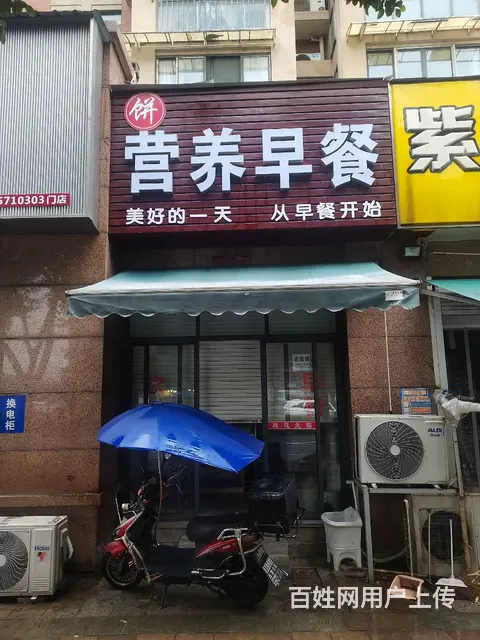 饼
营养早餐
美好的一天 从早餐开始
紫
5710303门店
换电柜
AUX
Haier
百姓网用户上传